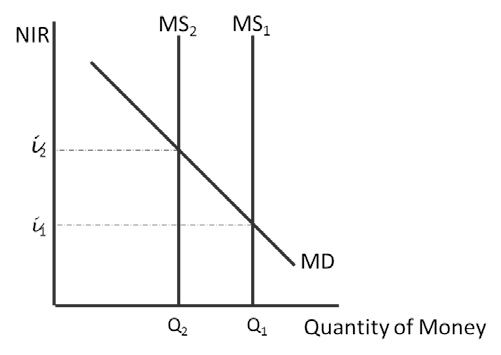 NIR
MS₂
MS₁
i₂
i₁
MD
Q₂
Q₁
Quantity of Money